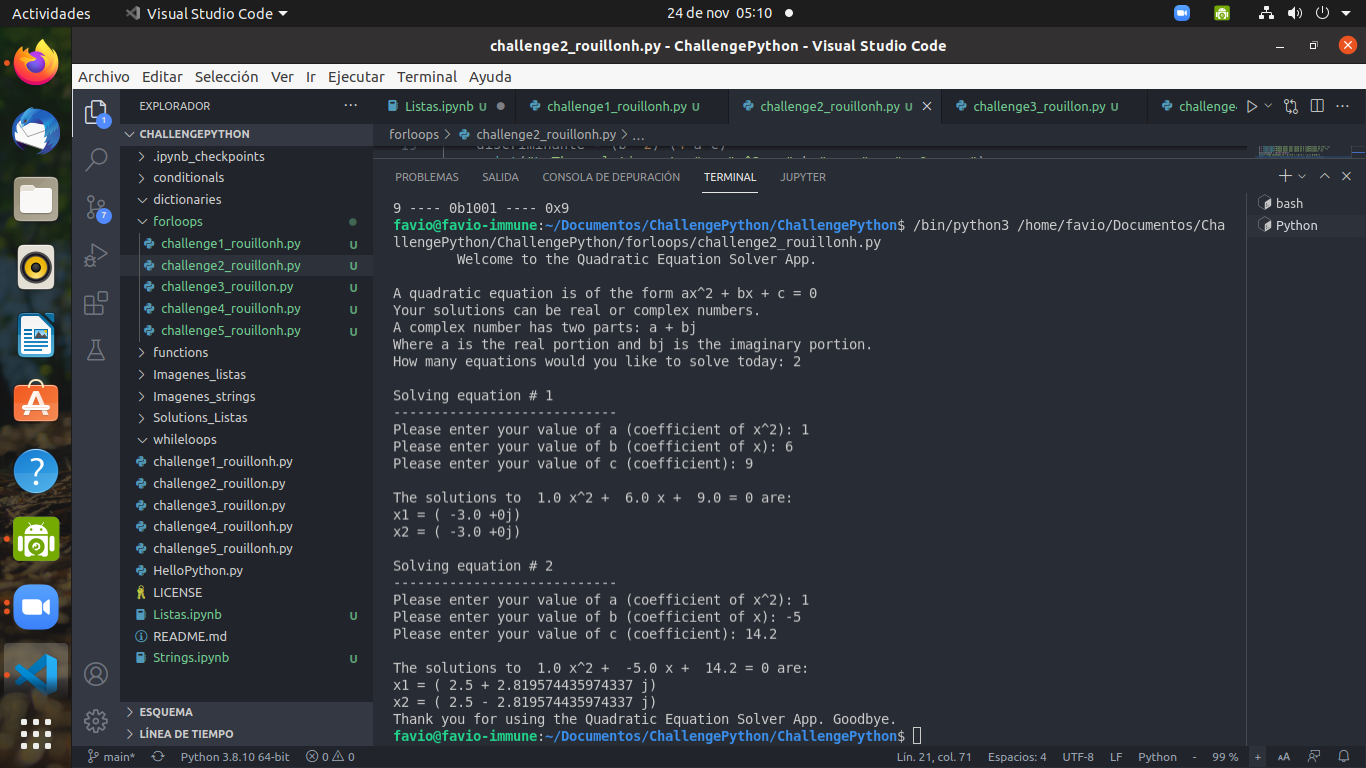 Actividades
Visual Studio Code
24 de nov 05:10
challenge2_rouillonh.py - ChallengePython - Visual Studio Code
Archivo Editar Selección Ver Ir Ejecutar Terminal Ayuda
EXPLORADOR
Listas.ipynb U
challenge1_rouillonh.py U
challenge2_rouillonh.py U
challenge3_rouillon.py U
challenge
CHALLENGEPYTHON
forloops > challenge2_rouillonh.py > ...
1
7
.ipynb_checkpoints
conditionals
dictionaries
forloops
challenge1_rouillonh.py U
challenge2_rouillonh.py U
challenge3_rouillon.py U
challenge4_rouillonh.py U
challenge5_rouillonh.py U
functions
Imagenes_listas
Imagenes_strings
Solutions_Listas
whileloops
challenge1_rouillonh.py
challenge2_rouillon.py
challenge3_rouillon.py
challenge4_rouillonh.py
challenge5_rouillonh.py
HelloPython.py
LICENSE
Listas.ipynb U
README.md
Strings.ipynb U
ESQUEMA
LÍNEA DE TIEMPO
PROBLEMAS SALIDA CONSOLA DE DEPURACIÓN TERMINAL JUPYTER
bash
Python
9 ---- 0b1001 ---- 0x9
favio@favio-immune:~/Documentos/ChallengePython/ChallengePython$ /bin/python3 /home/favio/Documentos/Cha
llengePython/ChallengePython/forloops/challenge2_rouillonh.py
Welcome to the Quadratic Equation Solver App.
A quadratic equation is of the form ax^2 + bx + c = 0
Your solutions can be real or complex numbers.
A complex number has two parts: a + bj
Where a is the real portion and bj is the imaginary portion.
How many equations would you like to solve today: 2
Solving equation # 1
----------------------------
Please enter your value of a (coefficient of x^2): 1
Please enter your value of b (coefficient of x): 6
Please enter your value of c (coefficient): 9
The solutions to  1.0 x^2 +  6.0 x +  9.0 = 0 are:
x1 = ( -3.0 +0j)
x2 = ( -3.0 +0j)
Solving equation # 2
----------------------------
Please enter your value of a (coefficient of x^2): 1
Please enter your value of b (coefficient of x): -5
Please enter your value of c (coefficient): 14.2
The solutions to  1.0 x^2 +  -5.0 x +  14.2 = 0 are:
x1 = ( 2.5 + 2.819574435974337 j)
x2 = ( 2.5 - 2.819574435974337 j)
Thank you for using the Quadratic Equation Solver App. Goodbye.
favio@favio-immune:~/Documentos/ChallengePython/ChallengePython$
main* Python 3.8.10 64-bit 0 0 Lín. 21, col. 71 Espacios: 4 UTF-8 LF Python - 99 % + AA